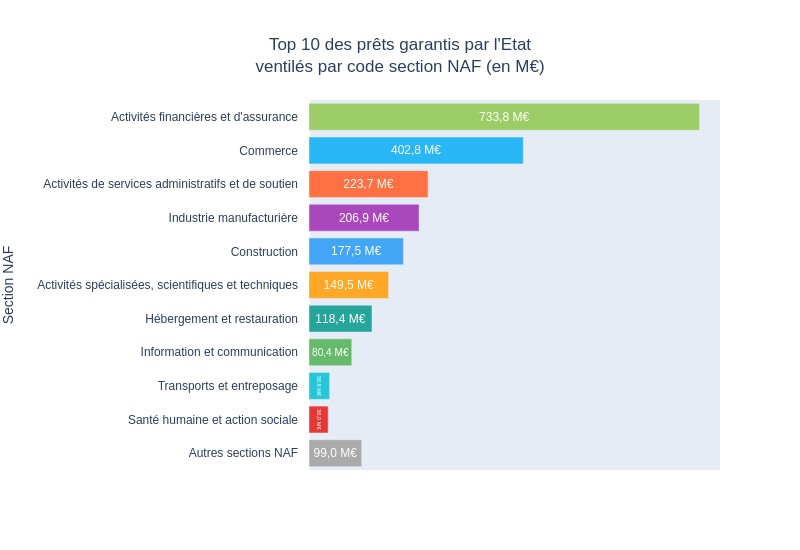 Top 10 des prêts garantis par l'Etat
ventilés par code section NAF (en M€)
Section NAF
Activités financières et d'assurance 733,8 M€
Commerce 402,8 M€
Activités de services administratifs et de soutien 223,7 M€
Industrie manufacturière 206,9 M€
Construction 177,5 M€
Activités spécialisées, scientifiques et techniques 149,5 M€
Hébergement et restauration 118,4 M€
Information et communication 80,4 M€
Transports et entreposage
Santé humaine et action sociale
Autres sections NAF 99,0 M€